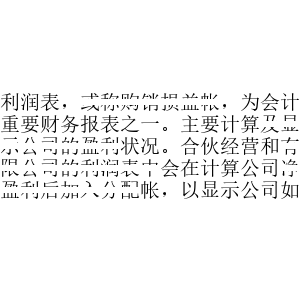 利润表，或称购销损益帐，为会计
重要财务报表之一。主要计算及显
示公司的盈利状况。合伙经营和有
限公司的利润表中会在计算公司净
盈利后加入分配帐，以显示公司如